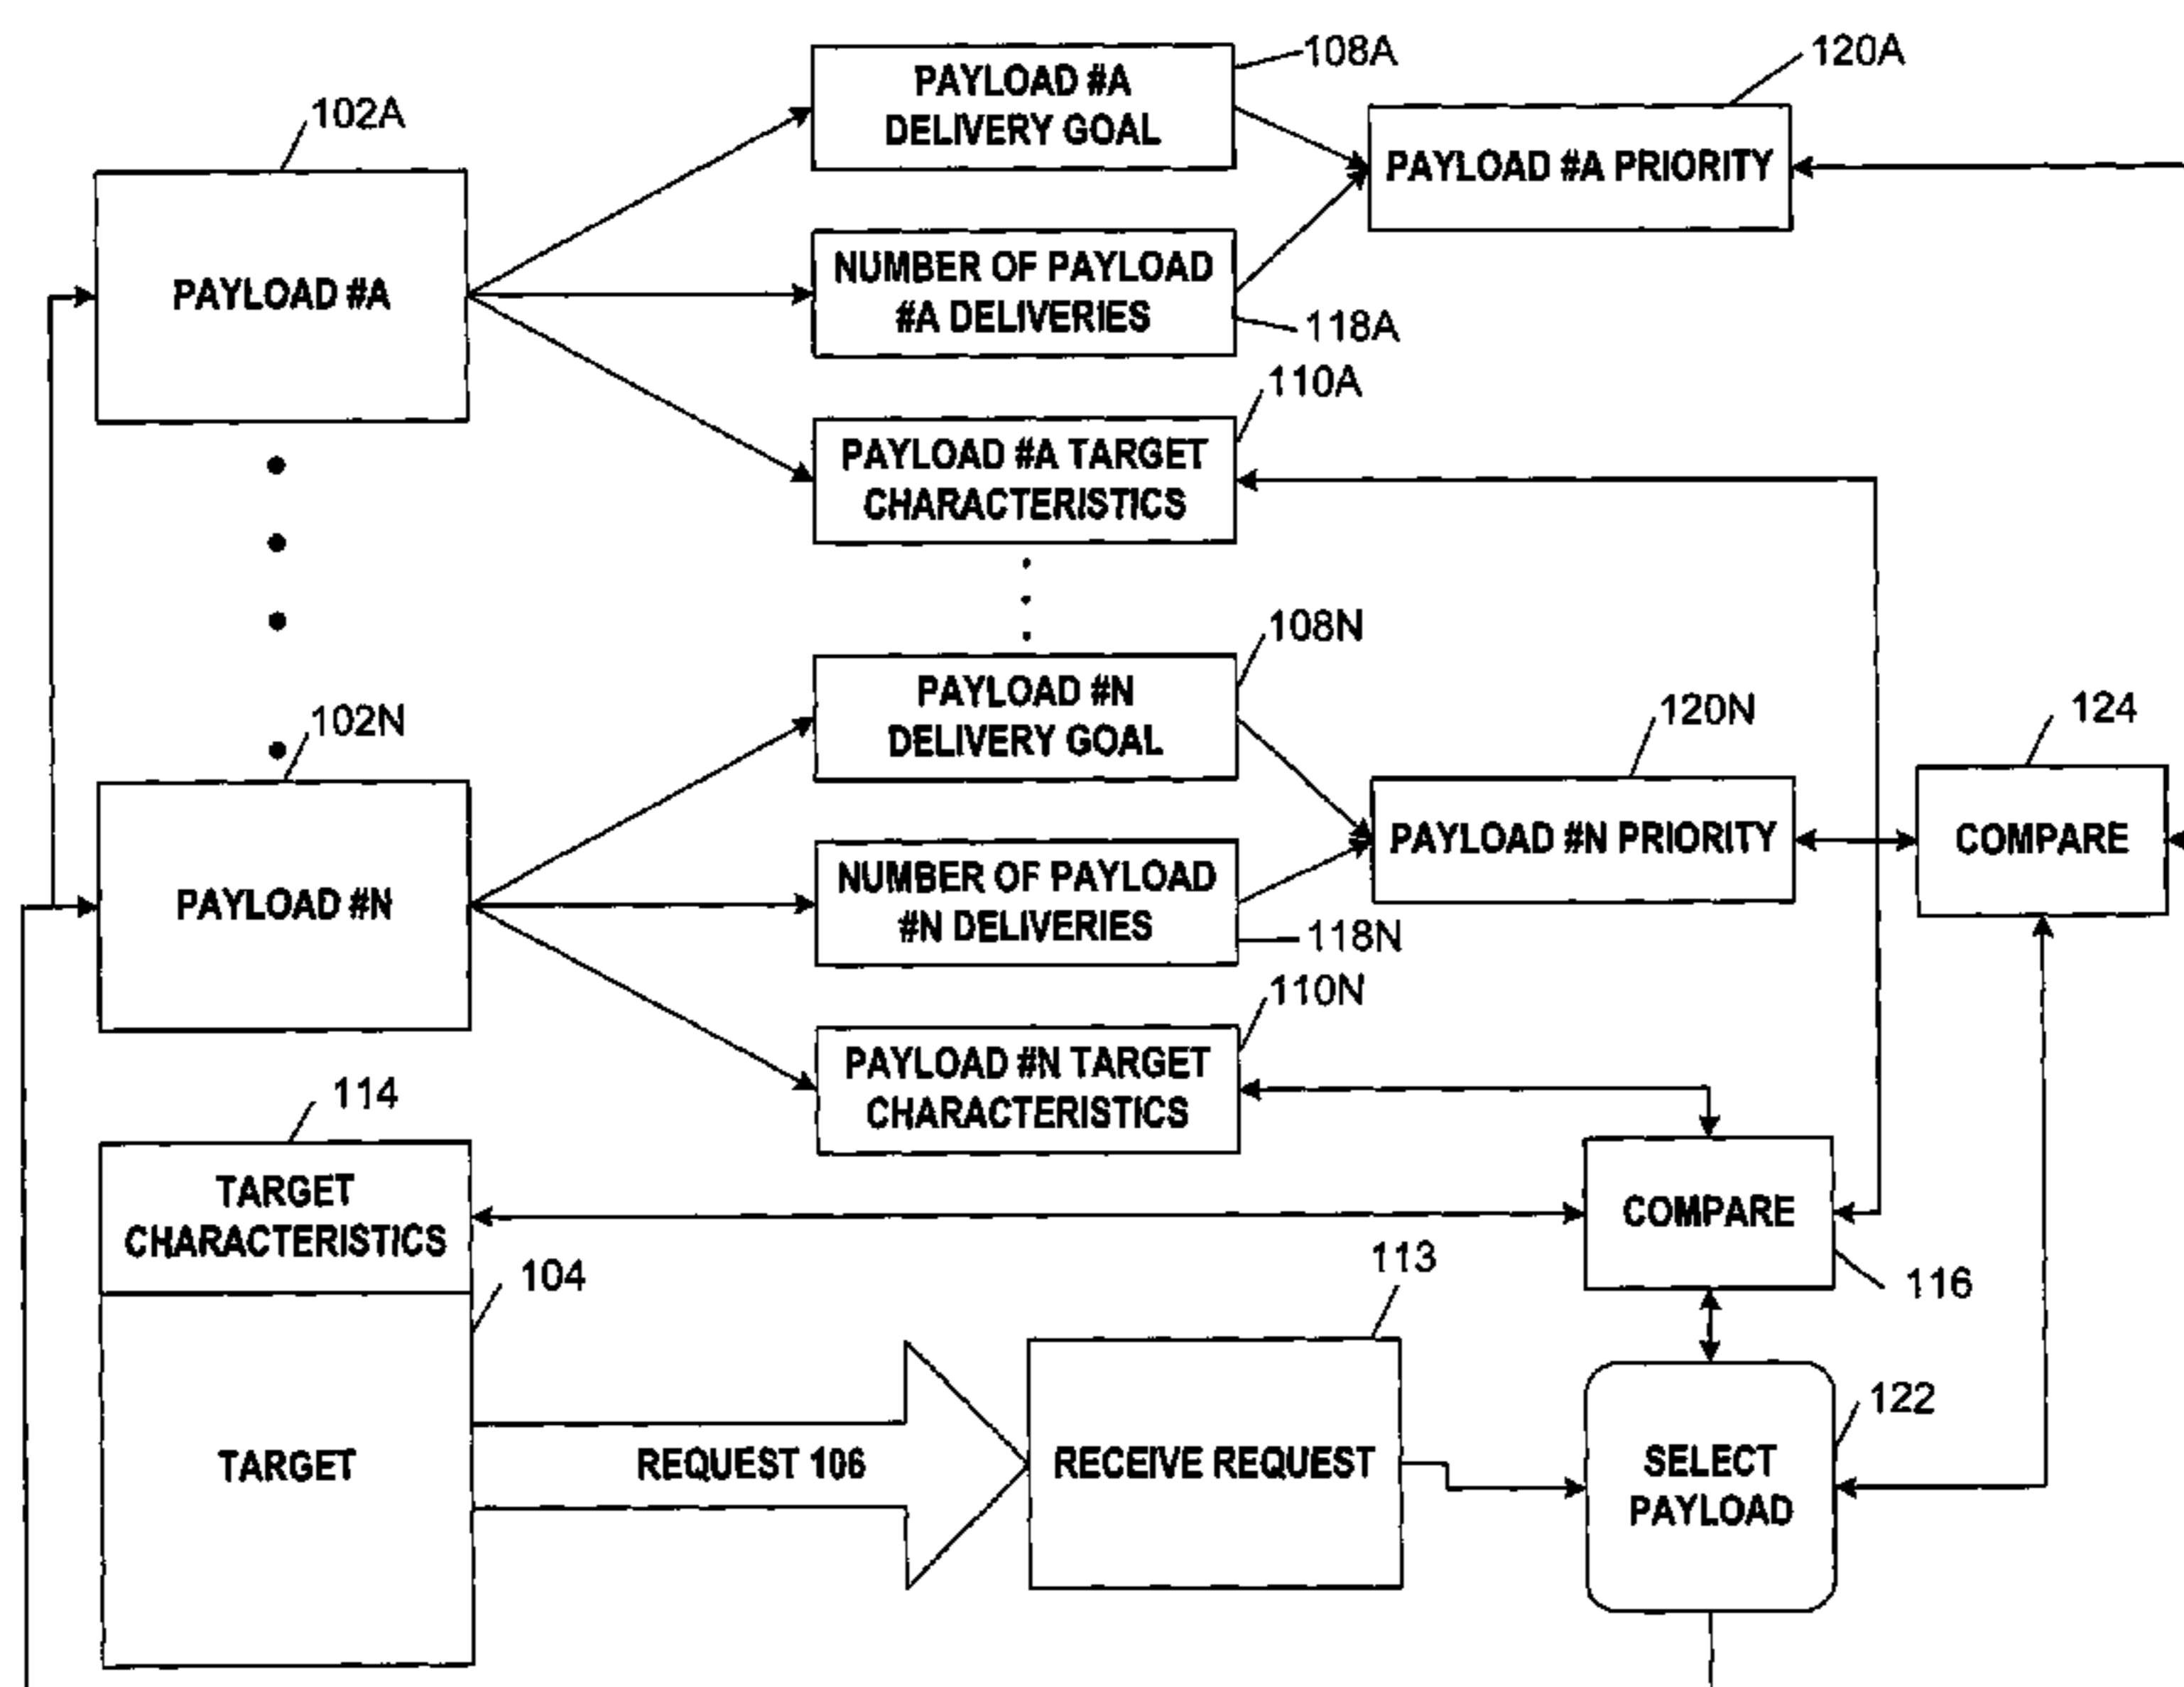 108A
120A
PAYLOAD #A
DELIVERY GOAL
102A
PAYLOAD #A PRIORITY
NUMBER OF PAYLOAD
#A DELIVERIES
PAYLOAD #A
118A
110A
PAYLOAD #A TARGET
CHARACTERISTICS
108N
PAYLOAD #N
DELIVERY GOAL
102N
120N
124
PAYLOAD #N PRIORITY
COMPARE
NUMBER OF PAYLOAD
#N DELIVERIES
PAYLOAD #N
118N
110N
PAYLOAD #N TARGET
CHARACTERISTICS
114
TARGET
CHARACTERISTICS
COMPARE
104
113
116
122
TARGET
REQUEST 106
RECEIVE REQUEST
SELECT
PAYLOAD